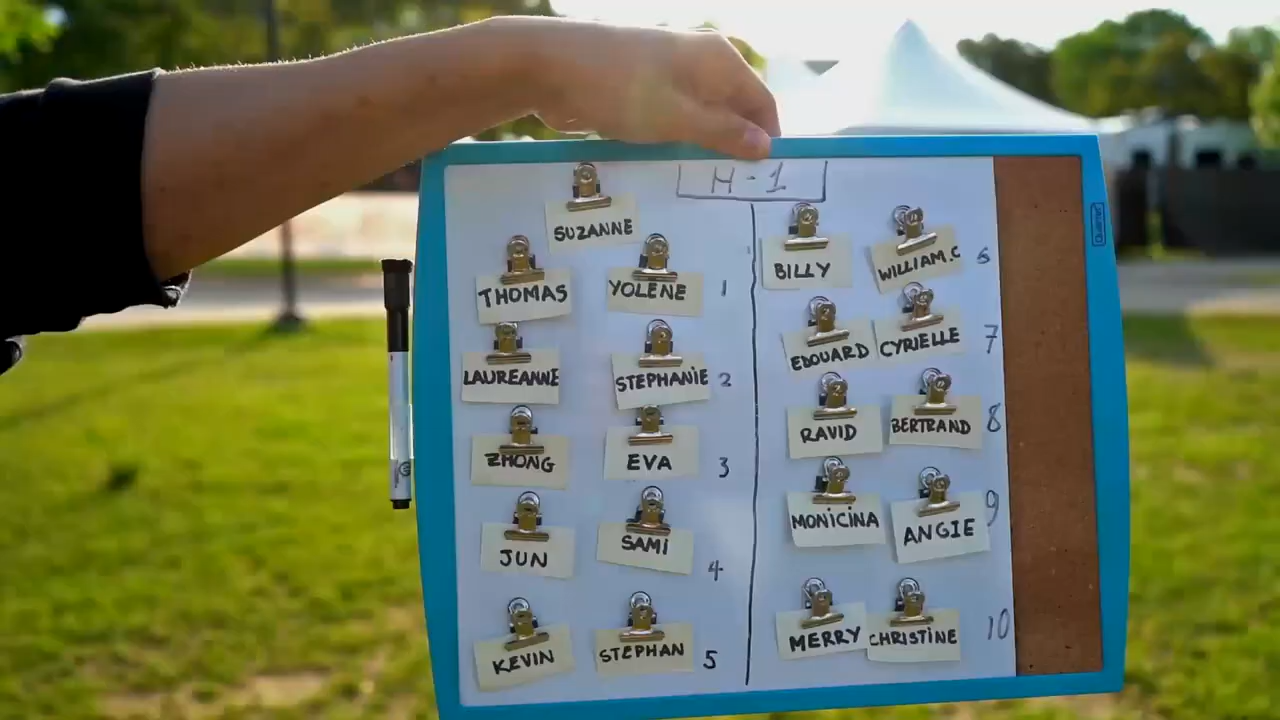 H-1
SUZANNE
THOMAS YOLENE 1
LAUREANNE STEPHANiE 2
ZHONG EVA 3
JUN SAMi 4
KEVIN STEPHAN 5
BILLY WILLIAM.C 6
EDOUARD CYRIELLE 7
RAVID BERTRAND 8
MONiCiNA ANGIE 9
MERRY CHRISTiNE 10
Quartet